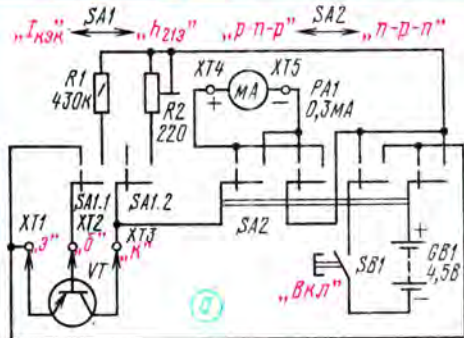 „Iкэк" SA1 „h21э" „p-n-p" SA2 „n-p-n"
XT4 XT5
R1
430к
R2
220
+ mA −
PA1
0,3мА
SA1.1
SA1.2
SA2
XT1 XT2 XT3
„э" „б" „к"
VT
SB1
„Вкл"
+
GB1
4,5В
−
а